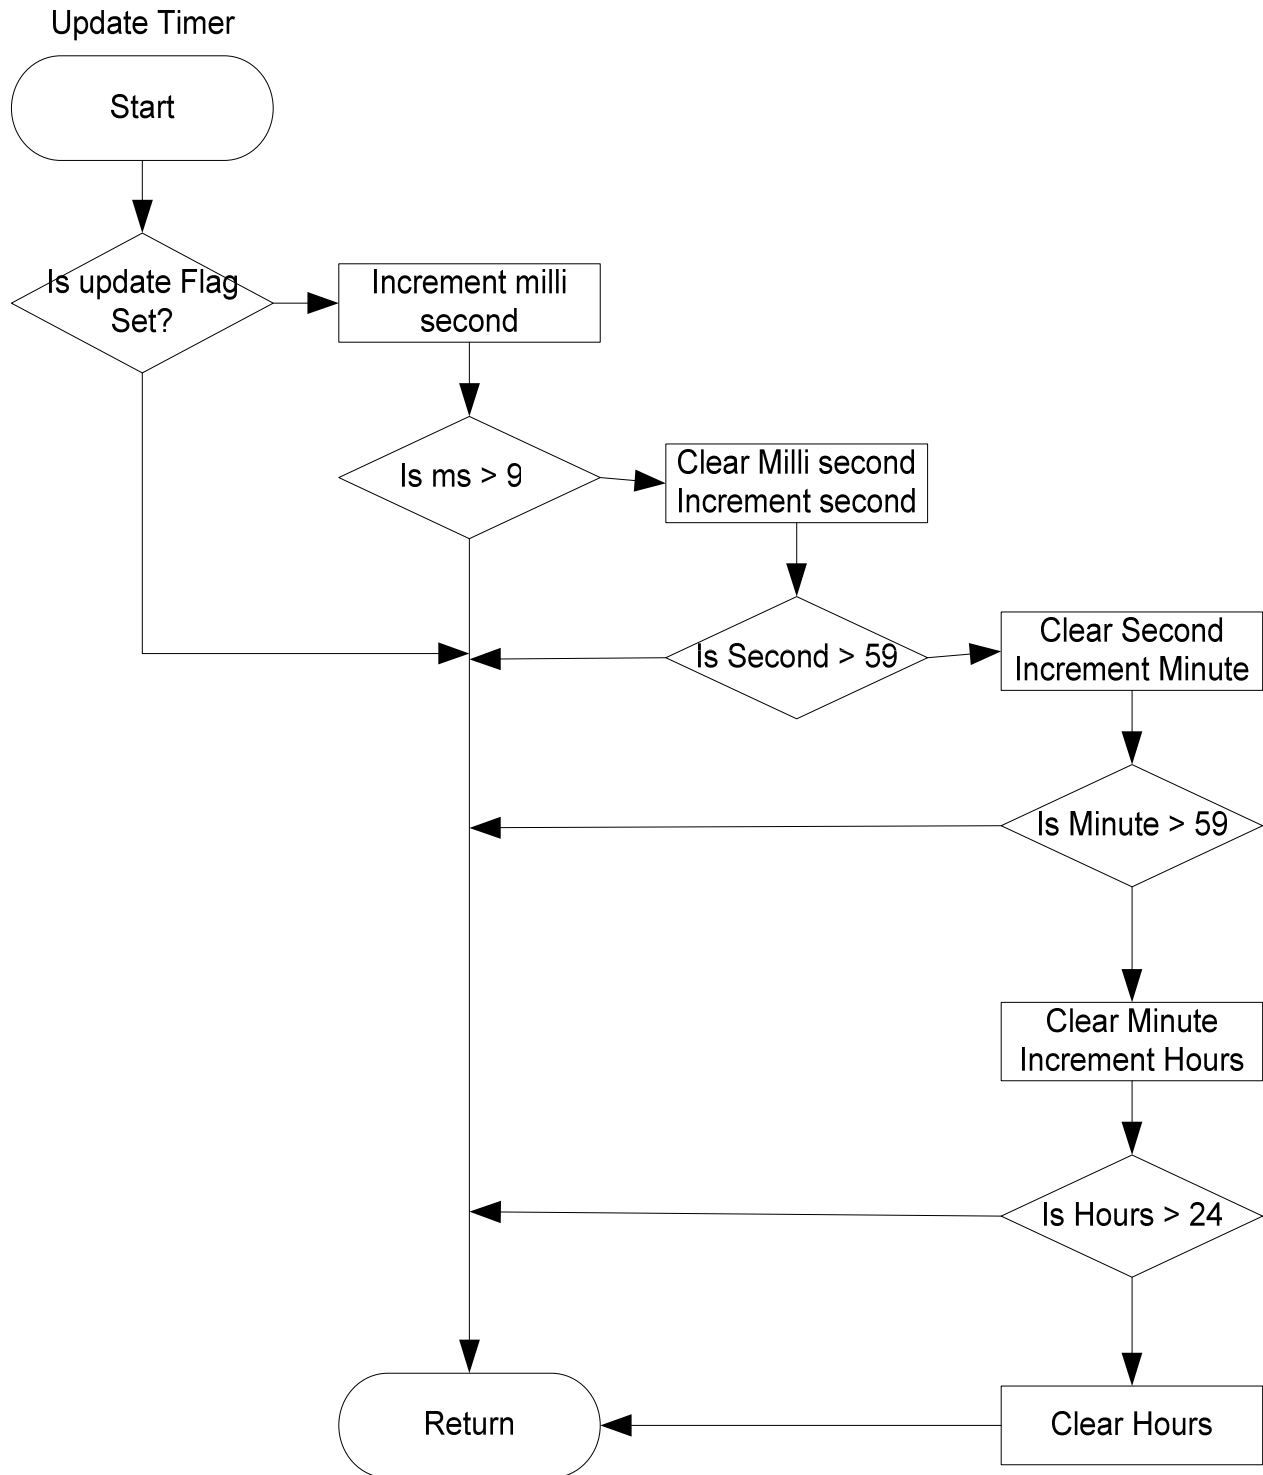 Update Timer
Start
Is update Flag
Set?
Increment milli
second
Is ms > 9
Clear Milli second
Increment second
Is Second > 59
Clear Second
Increment Minute
Is Minute > 59
Clear Minute
Increment Hours
Is Hours > 24
Return
Clear Hours